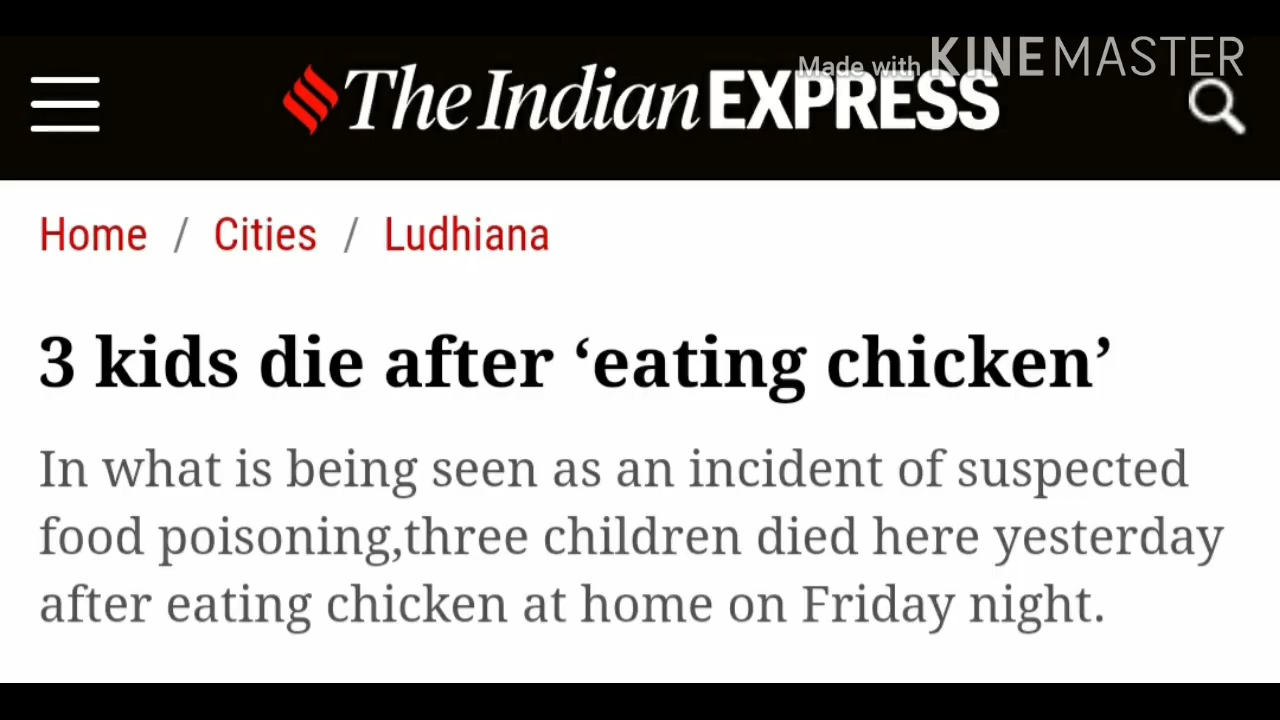 Made with KINEMASTER
The Indian EXPRESS
Home / Cities / Ludhiana
3 kids die after ‘eating chicken’
In what is being seen as an incident of suspected
food poisoning,three children died here yesterday
after eating chicken at home on Friday night.